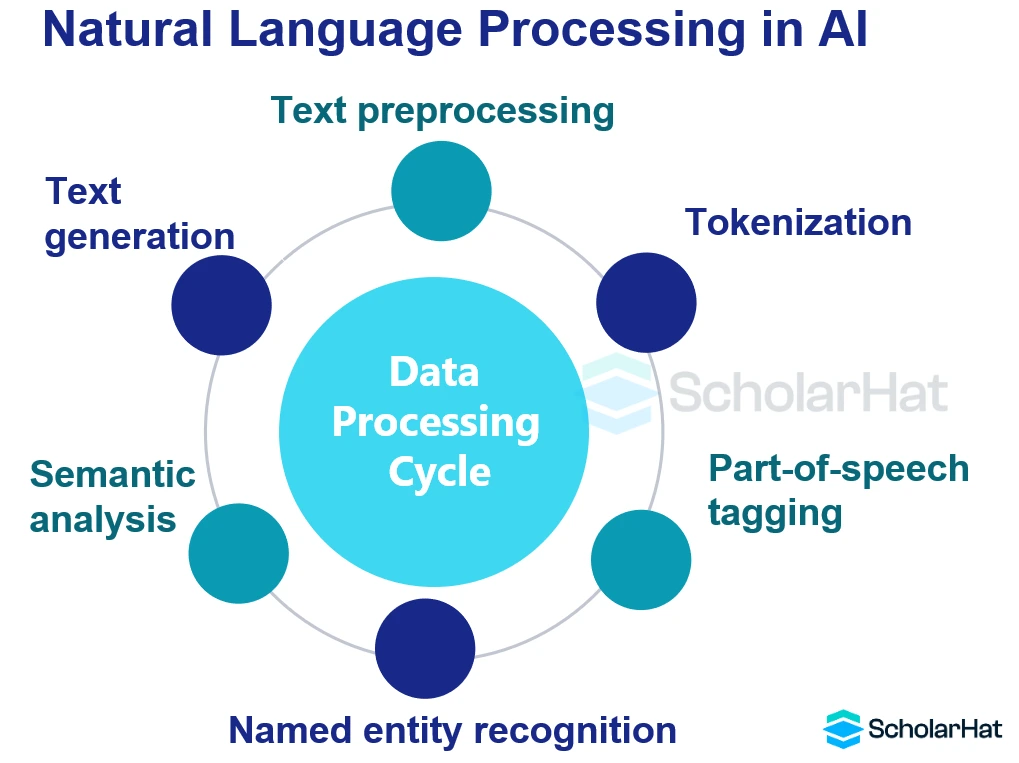 Natural Language Processing in AI
Text preprocessing
Text
generation
Tokenization
Data
Processing
Cycle
ScholarHat
Semantic
analysis
Part-of-speech
tagging
Named entity recognition
ScholarHat